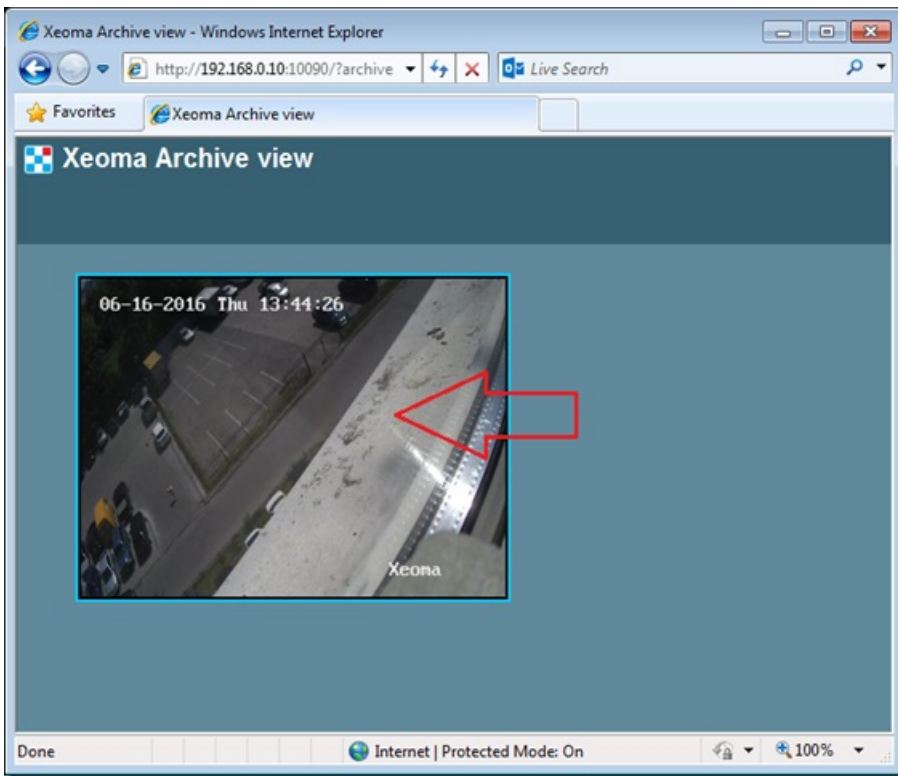 Xeoma Archive view - Windows Internet Explorer
http://192.168.0.10:10090/?archive
Live Search
Favorites
Xeoma Archive view
Xeoma Archive view
06-16-2016 Thu 13:44:26
Xeoma
Done
Internet | Protected Mode: On
100%